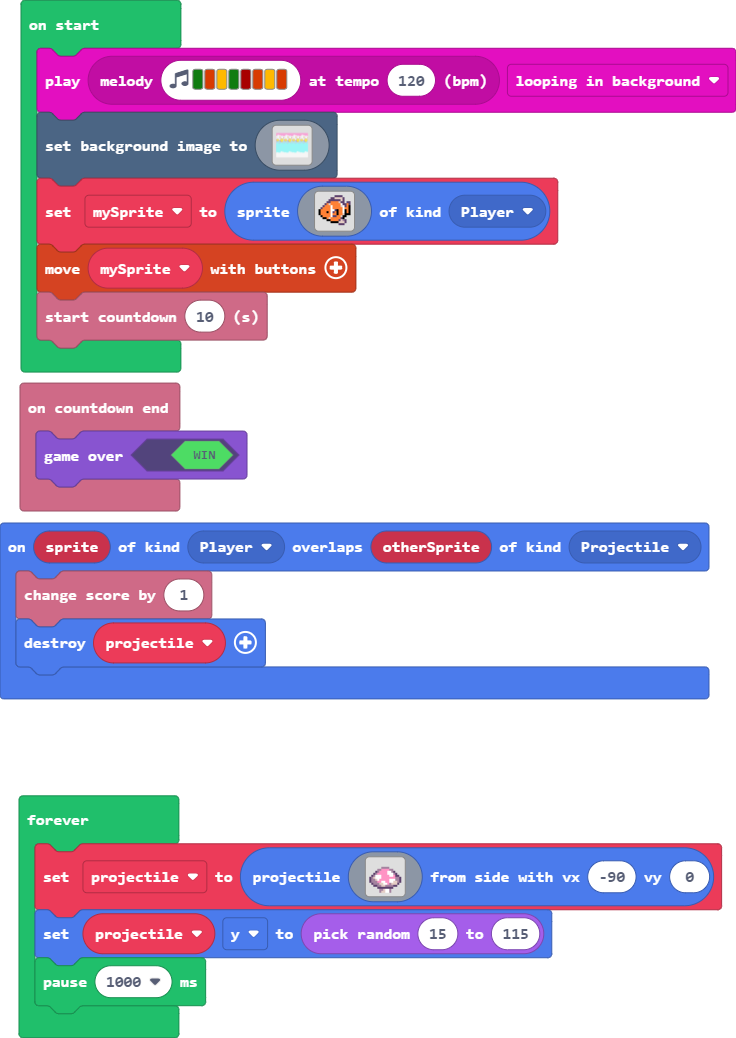 on start
play melody at tempo 120 (bpm) looping in background
set background image to
set mySprite to sprite of kind Player
move mySprite with buttons
start countdown 10 (s)
on countdown end
game over WIN
on sprite of kind Player overlaps otherSprite of kind Projectile
change score by 1
destroy projectile
forever
set projectile to projectile from side with vx -90 vy 0
set projectile y to pick random 15 to 115
pause 1000 ms